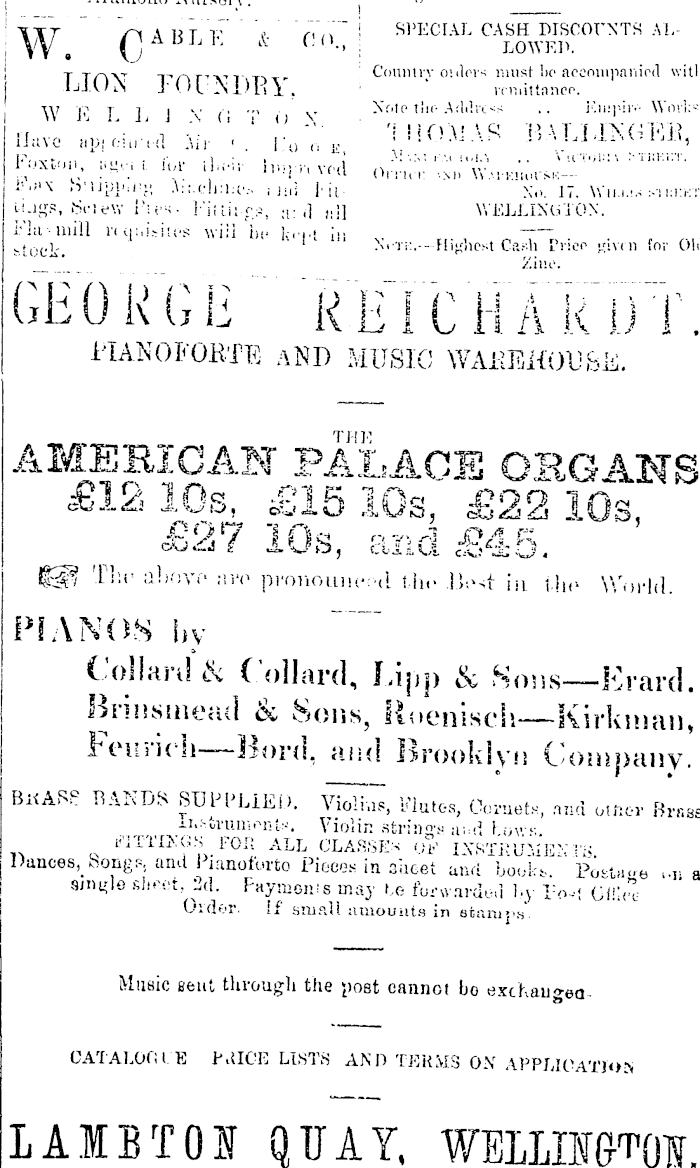 W. CABLE & CO.,
LION FOUNDRY,
WELLINGTON.
Have appointed Mr
Foxton, agent for their Improved
Flax Stripping Machines and Fit-
tings, Screw Press Fittings, and all
Flaxmill requisites will be kept in
stock.
SPECIAL CASH DISCOUNTS AL-
LOWED.
Country orders must be accompanied with
remittance.
Note the Address .. Empire Works
THOMAS BALLINGER,
MANUFACTORY .. VICTORIA STREET.
OFFICE AND WAREHOUSE—
No. 17, WILLIS STREET
WELLINGTON.
NOTE.—Highest Cash Price given for Old
Zinc.
GEORGE REICHARDT.
PIANOFORTE AND MUSIC WAREHOUSE.
THE
AMERICAN PALACE ORGANS
£12 10s, £15 10s, £22 10s,
£27 10s, and £45.
The above are pronounced the Best in the World.
PIANOS by
Collard & Collard, Lipp & Sons—Erard.
Brinsmead & Sons, Roenisch—Kirkman,
Feurich—Bord, and Brooklyn Company.
BRASS BANDS SUPPLIED. Violins, Flutes, Cornets, and other Brass
Instruments. Violin strings and bows.
FITTINGS FOR ALL CLASSES OF INSTRUMENTS.
Dances, Songs, and Pianoforte Pieces in sheet and books. Postage on a
single sheet, 2d. Payments may be forwarded by Post Office
Order. If small amounts in stamps.
Music sent through the post cannot be exchanged.
CATALOGUE PRICE LISTS AND TERMS ON APPLICATION
LAMBTON QUAY, WELLINGTON.